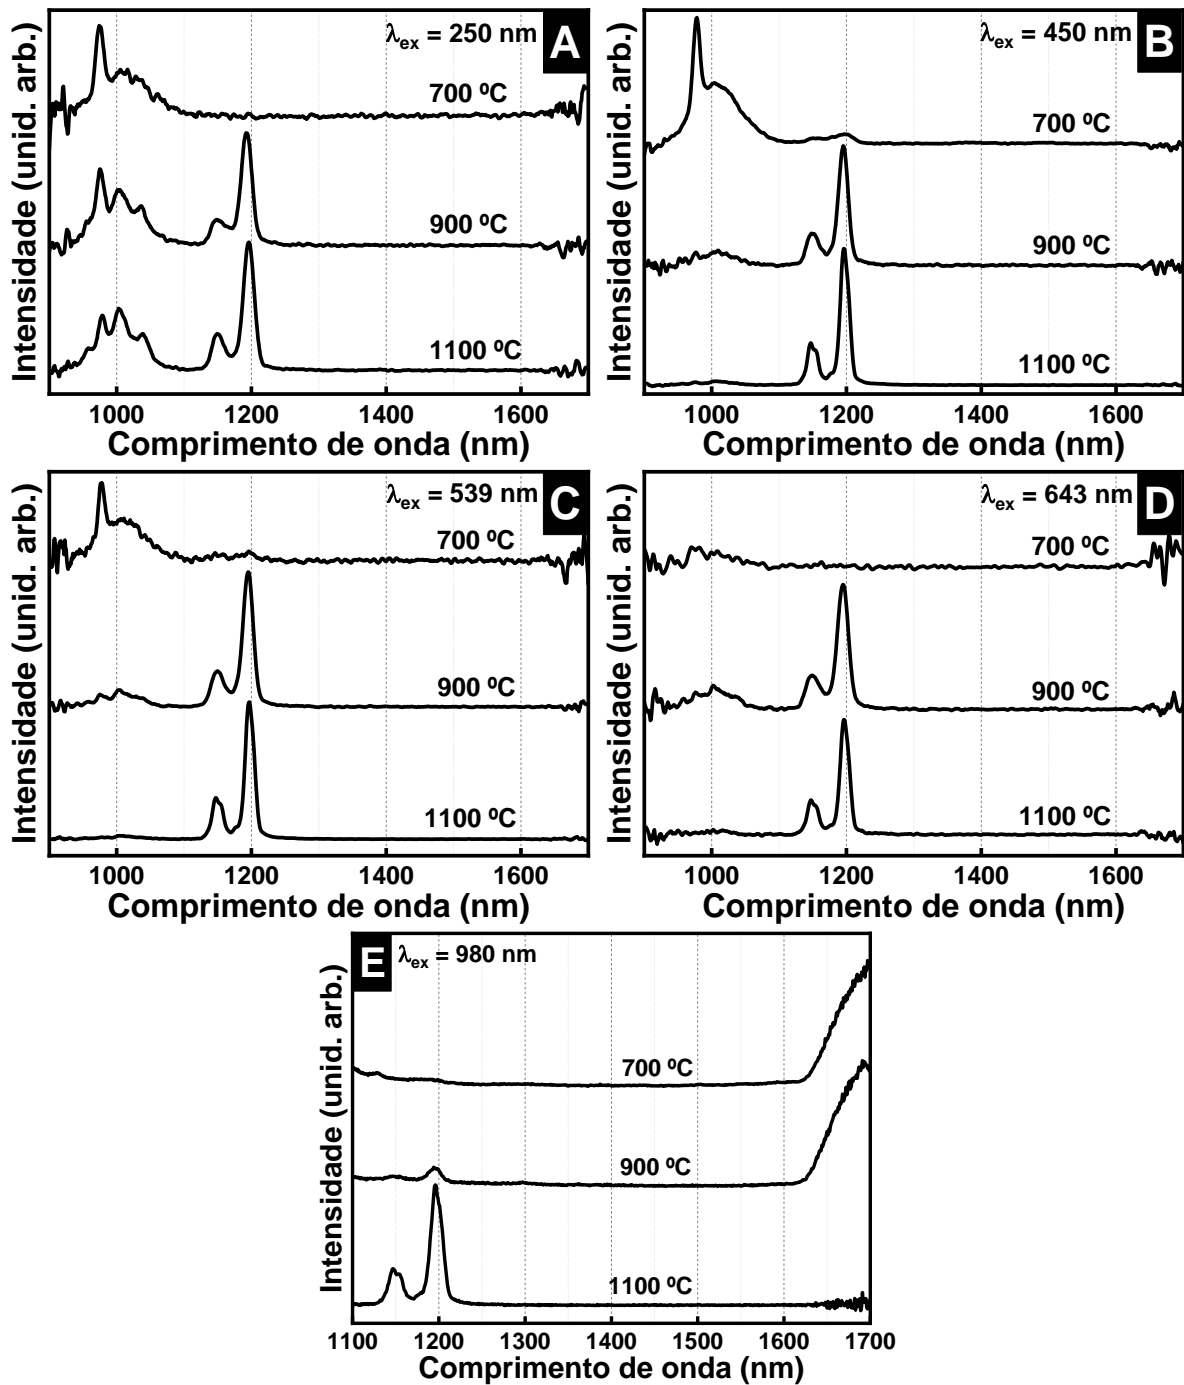 Intensidade (unid. arb.)
λex = 250 nm
A
700 ºC
900 ºC
1100 ºC
1000 1200 1400 1600
Comprimento de onda (nm)
Intensidade (unid. arb.)
λex = 450 nm
B
700 ºC
900 ºC
1100 ºC
1000 1200 1400 1600
Comprimento de onda (nm)
Intensidade (unid. arb.)
λex = 539 nm
C
700 ºC
900 ºC
1100 ºC
1000 1200 1400 1600
Comprimento de onda (nm)
Intensidade (unid. arb.)
λex = 643 nm
D
700 ºC
900 ºC
1100 ºC
1000 1200 1400 1600
Comprimento de onda (nm)
Intensidade (unid. arb.)
E
λex = 980 nm
700 ºC
900 ºC
1100 ºC
1100 1200 1300 1400 1500 1600 1700
Comprimento de onda (nm)